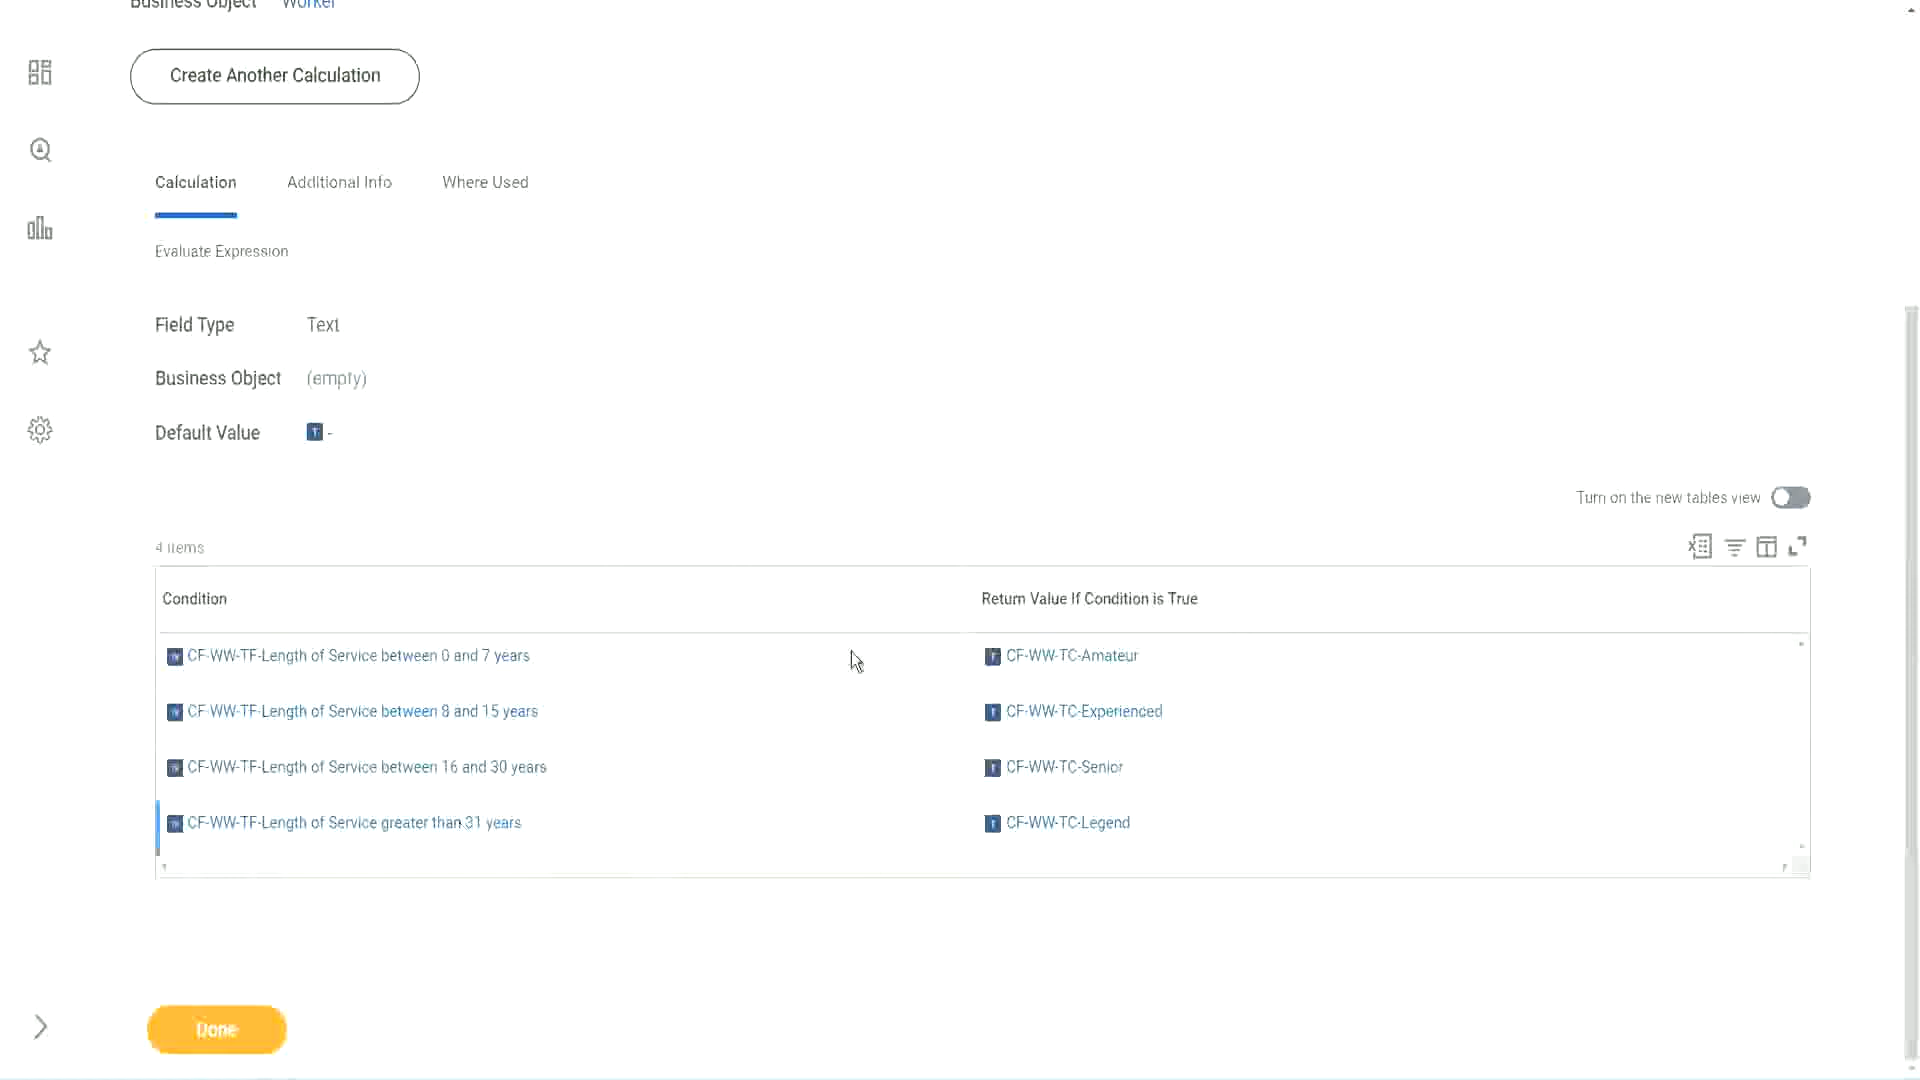 Business Object Worker
Create Another Calculation
Calculation Additional Info Where Used
Evaluate Expression
Field Type Text
Business Object (empty)
Default Value -
Turn on the new tables view
4 items
Condition Return Value If Condition is True
CF-WW-TF-Length of Service between 0 and 7 years CF-WW-TC-Amateur
CF-WW-TF-Length of Service between 8 and 15 years CF-WW-TC-Experienced
CF-WW-TF-Length of Service between 16 and 30 years CF-WW-TC-Senior
CF-WW-TF-Length of Service greater than 31 years CF-WW-TC-Legend
Done